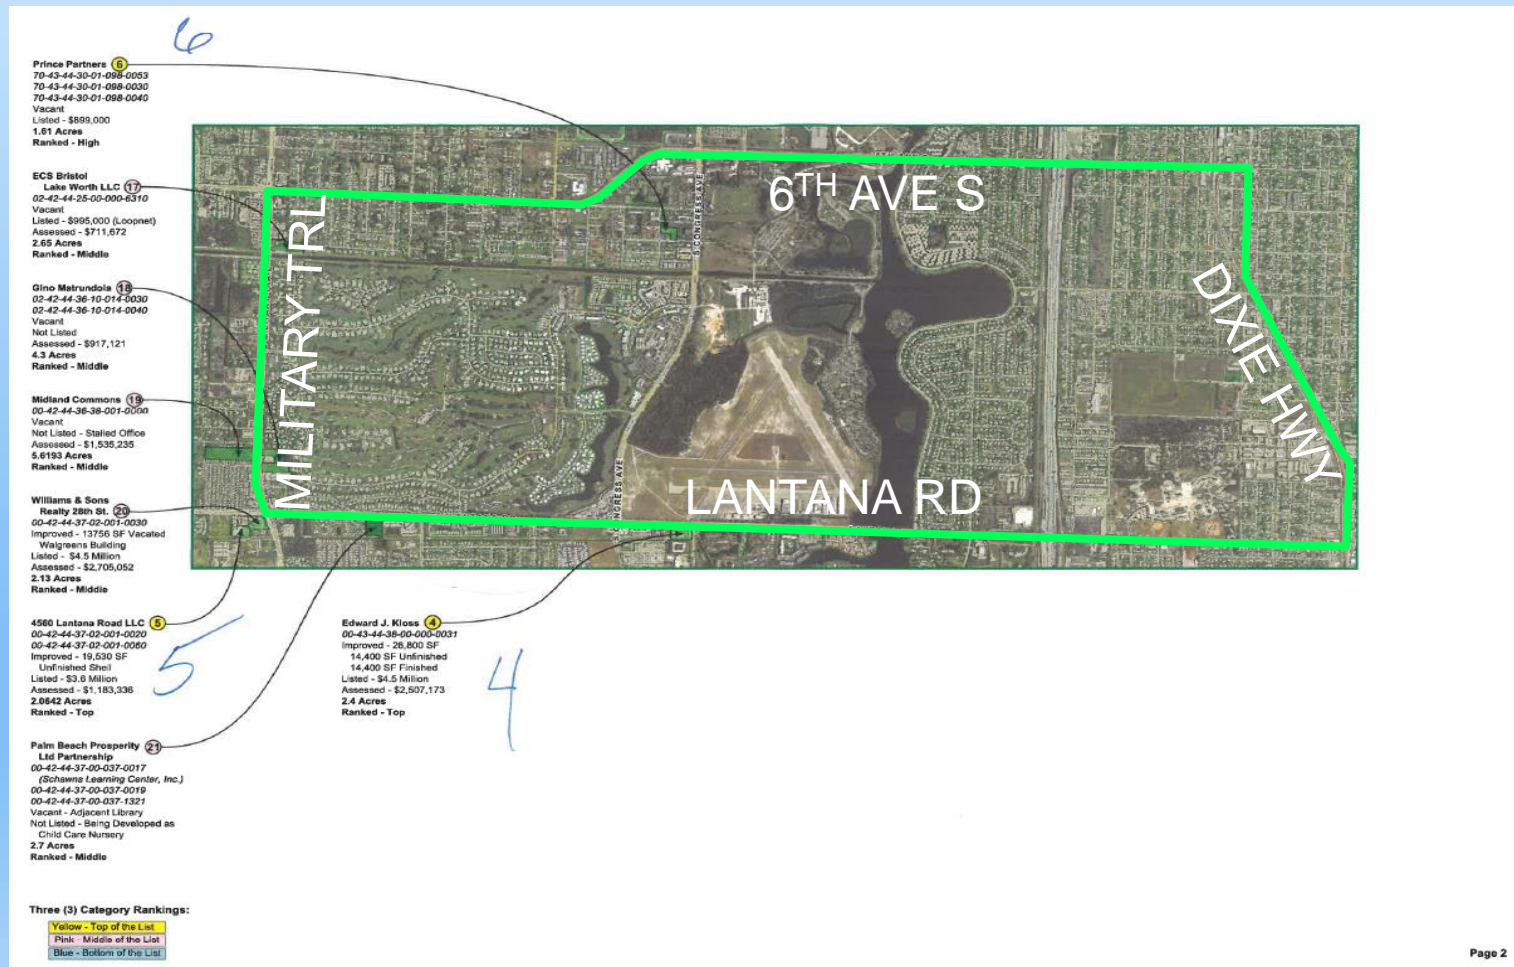 6
Prince Partners 6
70-43-44-30-01-098-0053
70-43-44-30-01-098-0030
70-43-44-30-01-098-0040
Vacant
Listed - $899,000
1.61 Acres
Ranked - High
ECS Bristol
Lake Worth LLC 17
02-42-44-25-00-000-6310
Vacant
Listed - $995,000 (Loopnet)
Assessed - $711,672
2.65 Acres
Ranked - Middle
Gino Matrundola 18
02-42-44-36-10-014-0030
02-42-44-36-10-014-0040
Vacant
Not Listed
Assessed - $917,121
4.3 Acres
Ranked - Middle
Midland Commons 19
00-42-44-36-38-001-0000
Vacant
Not Listed - Stalled Office
Assessed - $1,535,235
5.6193 Acres
Ranked - Middle
Williams & Sons
Realty 28th St. 20
00-42-44-37-02-001-0030
Improved - 13756 SF Vacated
Walgreens Building
Listed - $4.5 Million
Assessed - $2,705,052
2.13 Acres
Ranked - Middle
4560 Lantana Road LLC 5
00-42-44-37-02-001-0020
00-42-44-37-02-001-0060
Improved - 19,530 SF
Unfinished Shell
Listed - $3.6 Million
Assessed - $1,183,336
2.0642 Acres
Ranked - Top
5
Palm Beach Prosperity 21
Ltd Partnership
00-42-44-37-00-037-0017
(Schawns Learning Center, Inc.)
00-42-44-37-00-037-0019
00-42-44-37-00-037-1321
Vacant - Adjacent Library
Not Listed - Being Developed as
Child Care Nursery
2.7 Acres
Ranked - Middle
Edward J. Kloss 4
00-43-44-38-00-000-0031
Improved - 28,800 SF
14,400 SF Unfinished
14,400 SF Finished
Listed - $4.5 Million
Assessed - $2,507,173
2.4 Acres
Ranked - Top
4
6TH AVE S
MILITARY TRL
DIXIE HWY
LANTANA RD
S CONGRESS AVE
S CONGRESS AVE
Three (3) Category Rankings:
Yellow - Top of the List
Pink - Middle of the List
Blue - Bottom of the List
Page 2